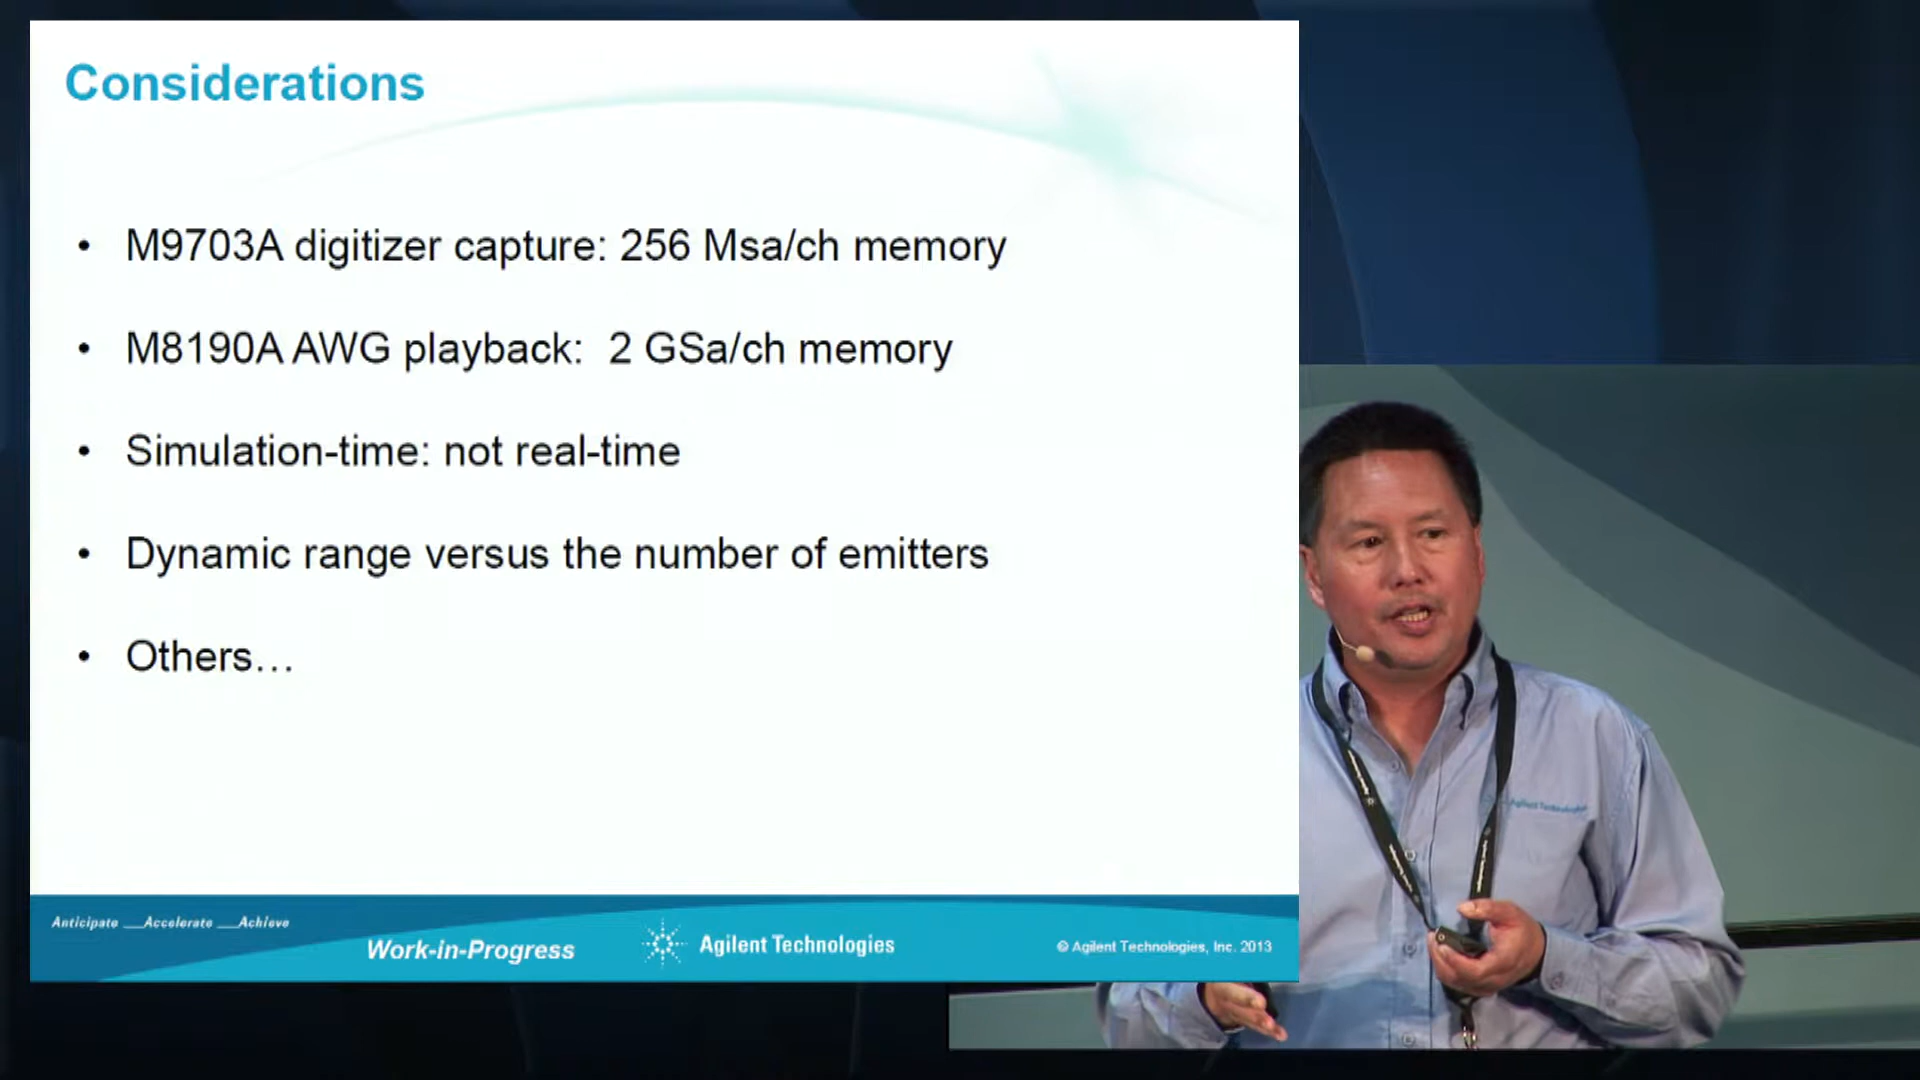 Considerations
• M9703A digitizer capture: 256 Msa/ch memory
• M8190A AWG playback: 2 GSa/ch memory
• Simulation-time: not real-time
• Dynamic range versus the number of emitters
• Others…
Anticipate __Accelerate __Achieve
Work-in-Progress
Agilent Technologies
© Agilent Technologies, Inc. 2013
Agilent Technologies